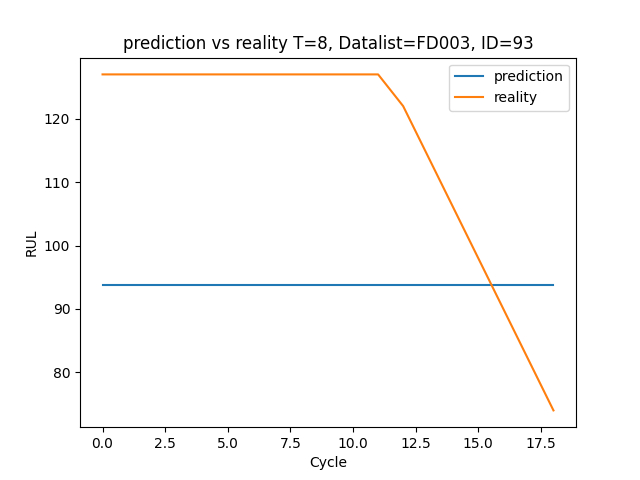 prediction vs reality T=8, Datalist=FD003, ID=93
prediction
reality
RUL
120
110
100
90
80
0.0 2.5 5.0 7.5 10.0 12.5 15.0 17.5
Cycle